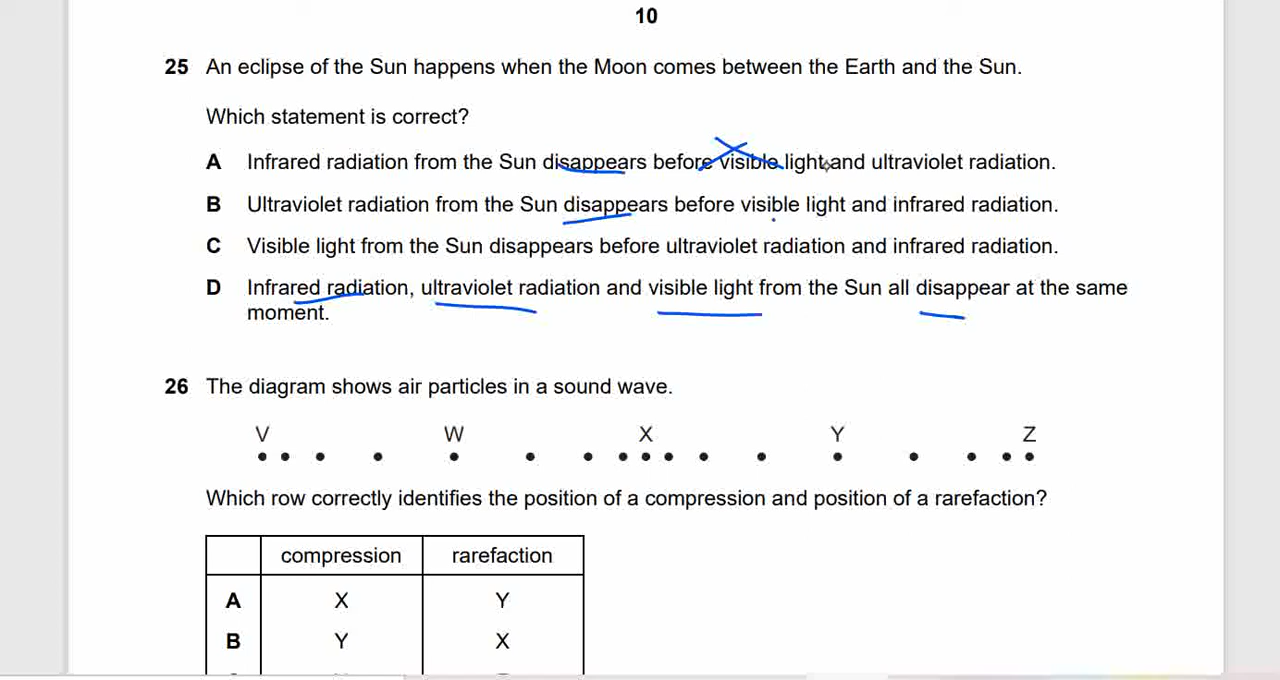 10
25 An eclipse of the Sun happens when the Moon comes between the Earth and the Sun.
Which statement is correct?
A Infrared radiation from the Sun disappears before visible light and ultraviolet radiation.
B Ultraviolet radiation from the Sun disappears before visible light and infrared radiation.
C Visible light from the Sun disappears before ultraviolet radiation and infrared radiation.
D Infrared radiation, ultraviolet radiation and visible light from the Sun all disappear at the same
moment.
26 The diagram shows air particles in a sound wave.
V W X Y Z
Which row correctly identifies the position of a compression and position of a rarefaction?
compression rarefaction
A X Y
B Y X